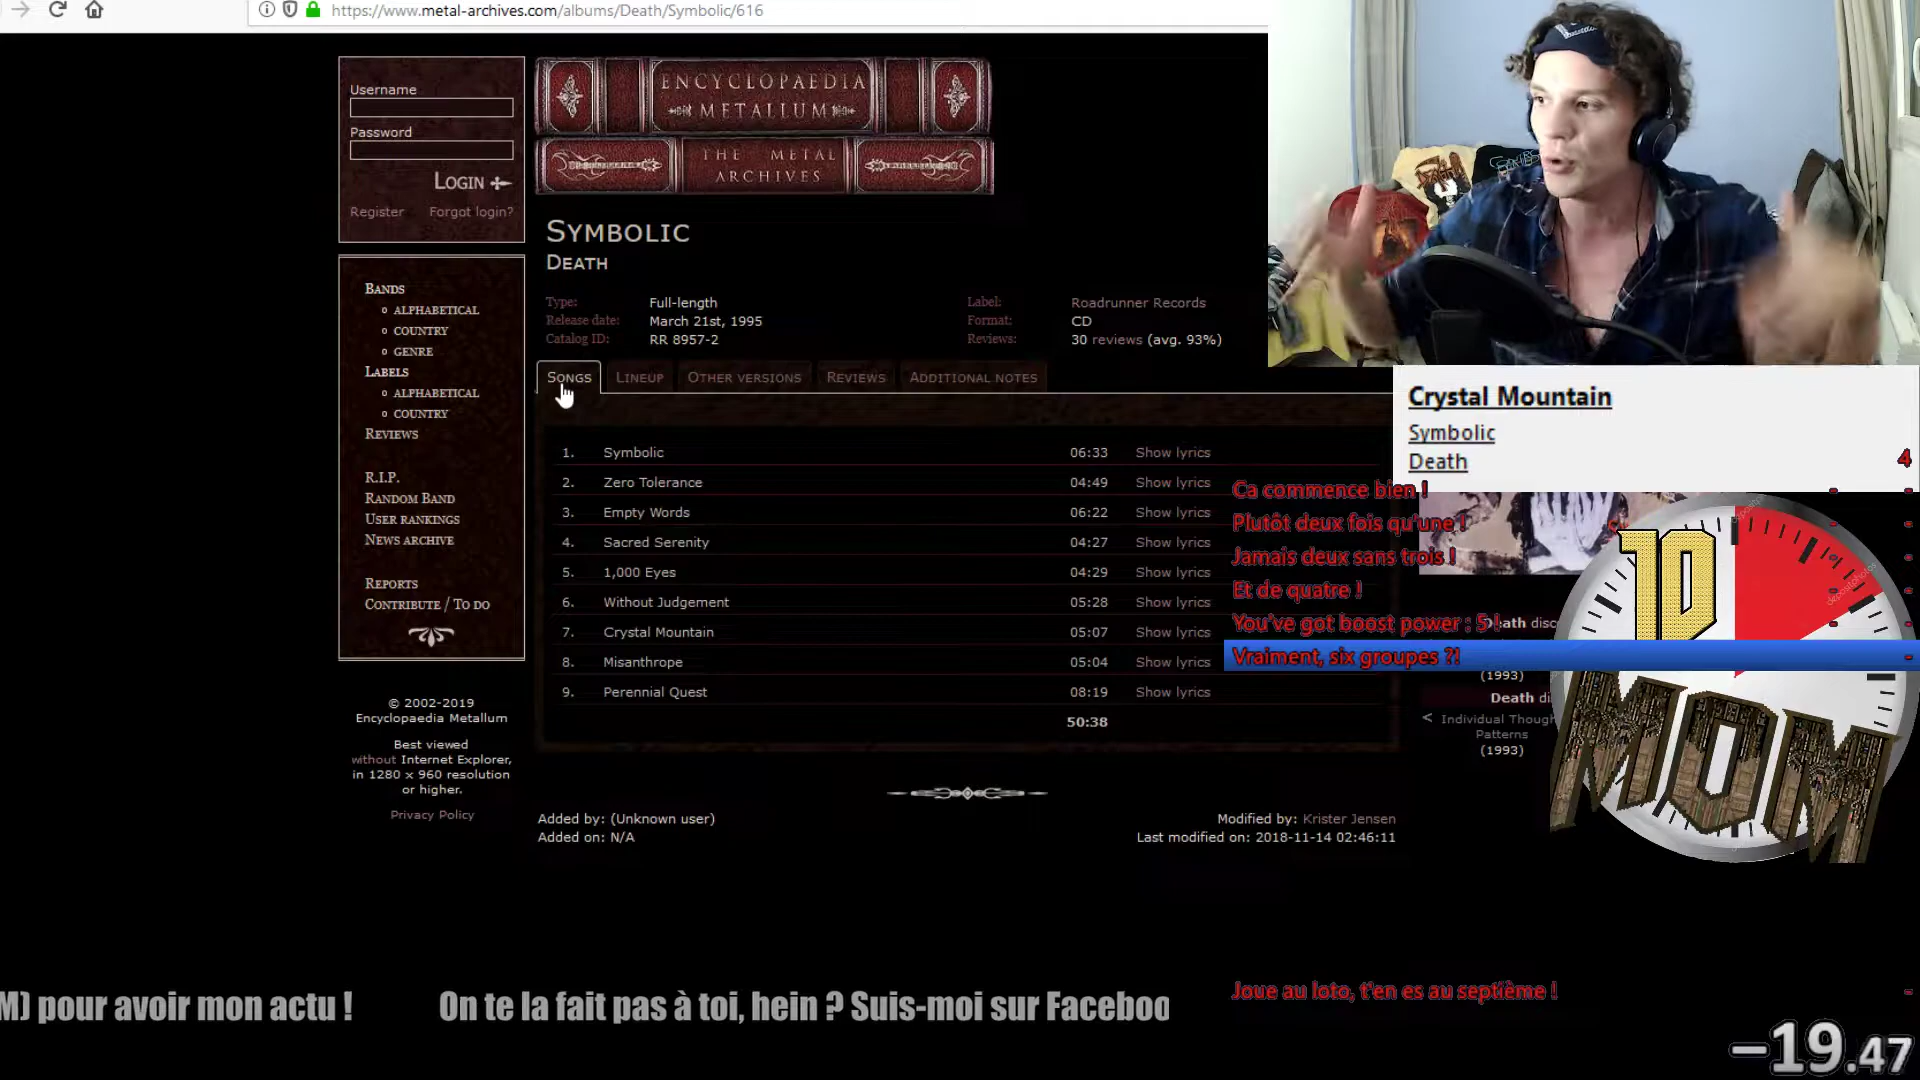 https://www.metal-archives.com/albums/Death/Symbolic/616
Username
Password
LOGIN
Register Forgot login?
ENCYCLOPAEDIA
METALLUM
THE METAL
ARCHIVES
SYMBOLIC
DEATH
Type: Full-length
Release date: March 21st, 1995
Catalog ID: RR 8957-2
Label: Roadrunner Records
Format: CD
Reviews: 30 reviews (avg. 93%)
BANDS
ALPHABETICAL
COUNTRY
GENRE
LABELS
ALPHABETICAL
COUNTRY
REVIEWS
R.I.P.
RANDOM BAND
USER RANKINGS
NEWS ARCHIVE
REPORTS
CONTRIBUTE / TO DO
SONGS LINEUP OTHER VERSIONS REVIEWS ADDITIONAL NOTES
1. Symbolic 06:33 Show lyrics
2. Zero Tolerance 04:49 Show lyrics
3. Empty Words 06:22 Show lyrics
4. Sacred Serenity 04:27 Show lyrics
5. 1,000 Eyes 04:29 Show lyrics
6. Without Judgement 05:28 Show lyrics
7. Crystal Mountain 05:07 Show lyrics
8. Misanthrope 05:04 Show lyrics
9. Perennial Quest 08:19 Show lyrics
50:38
© 2002-2019
Encyclopaedia Metallum
Best viewed
without Internet Explorer,
in 1280 x 960 resolution
or higher.
Privacy Policy
Added by: (Unknown user)
Added on: N/A
Modified by: Krister Jensen
Last modified on: 2018-11-14 02:46:11
Crystal Mountain
Symbolic
Death
4
Ca commence bien !
Plutôt deux fois qu'une !
Jamais deux sans trois !
Et de quatre !
You've got boost power : 5 !
Vraiment, six groupes ?!
Death disc
(1993)
Death di
< Individual Though
Patterns
(1993)
10
MOM
depositphotos
Joue au loto, t'en es au septième !
M) pour avoir mon actu ! On te la fait pas à toi, hein ? Suis-moi sur Faceboo
-19.47